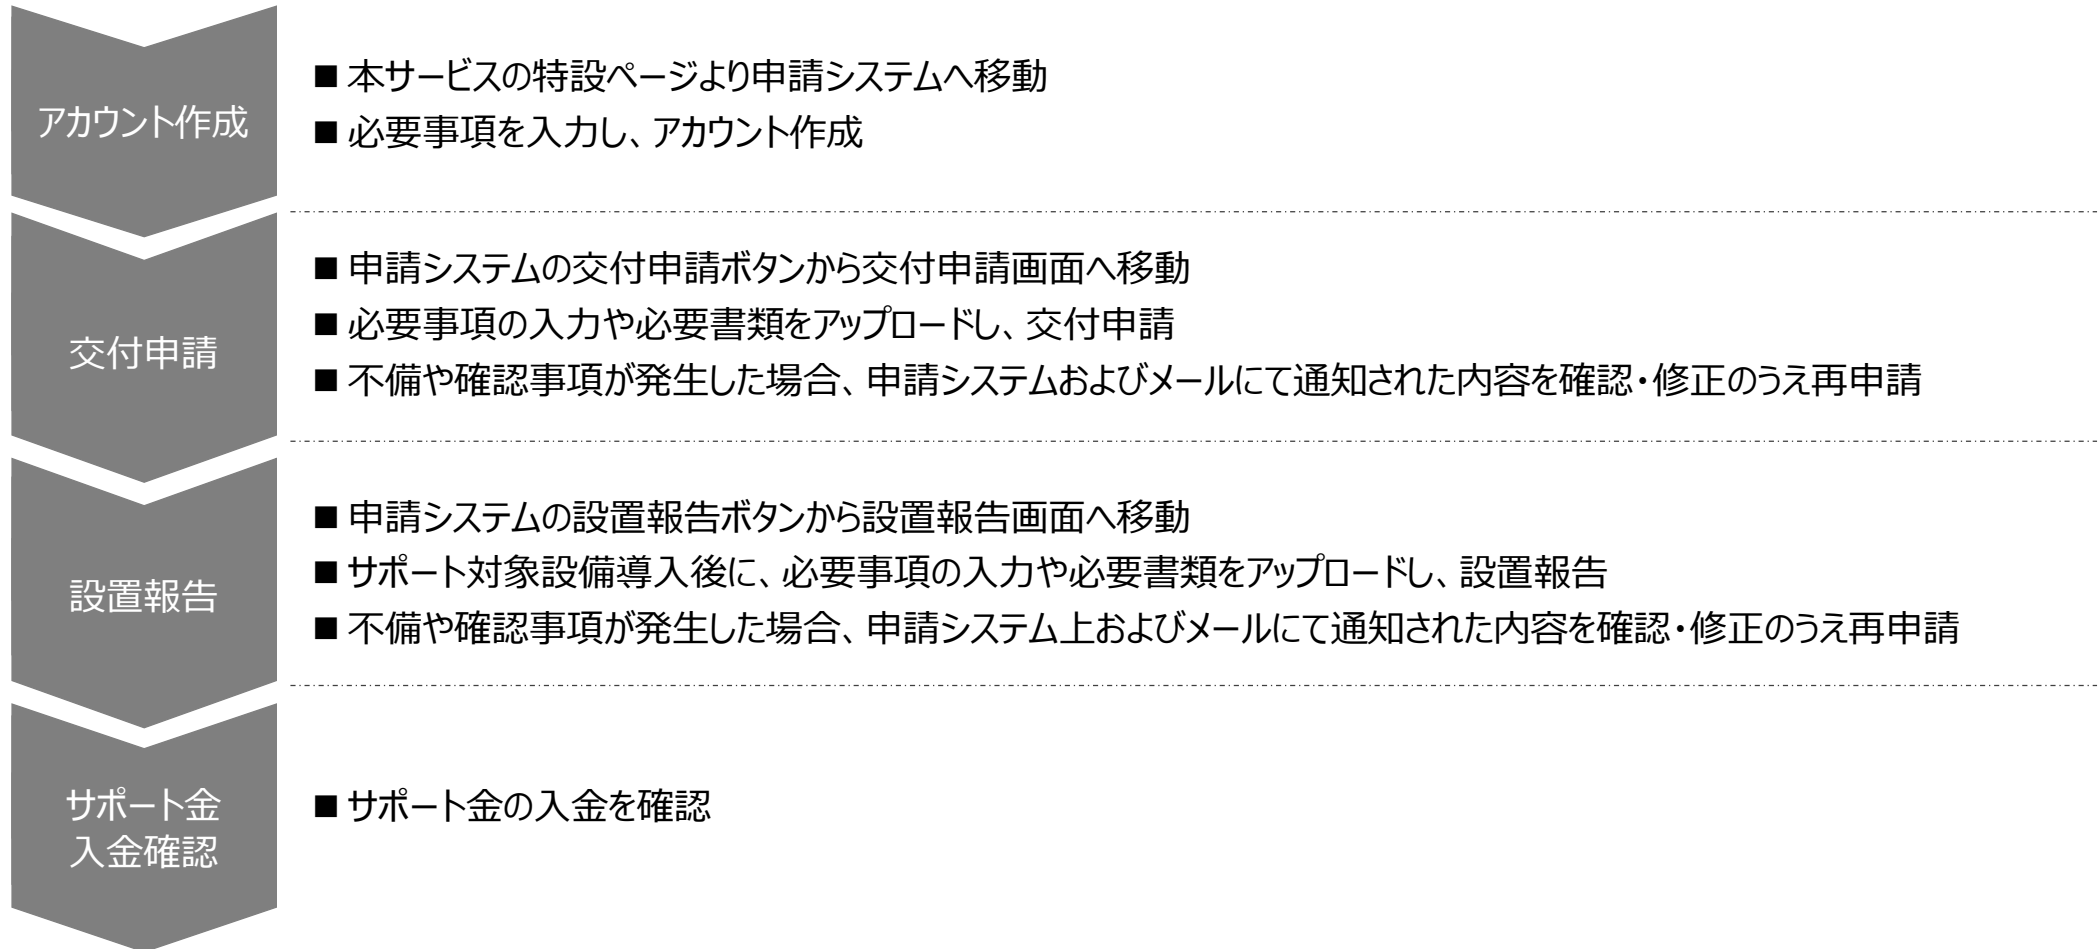 アカウント作成
■ 本サービスの特設ページより申請システムへ移動
■ 必要事項を入力し、アカウント作成
交付申請
■ 申請システムの交付申請ボタンから交付申請画面へ移動
■ 必要事項の入力や必要書類をアップロードし、交付申請
■ 不備や確認事項が発生した場合、申請システムおよびメールにて通知された内容を確認・修正のうえ再申請
設置報告
■ 申請システムの設置報告ボタンから設置報告画面へ移動
■ サポート対象設備導入後に、必要事項の入力や必要書類をアップロードし、設置報告
■ 不備や確認事項が発生した場合、申請システム上およびメールにて通知された内容を確認・修正のうえ再申請
サポート金
入金確認
■ サポート金の入金を確認